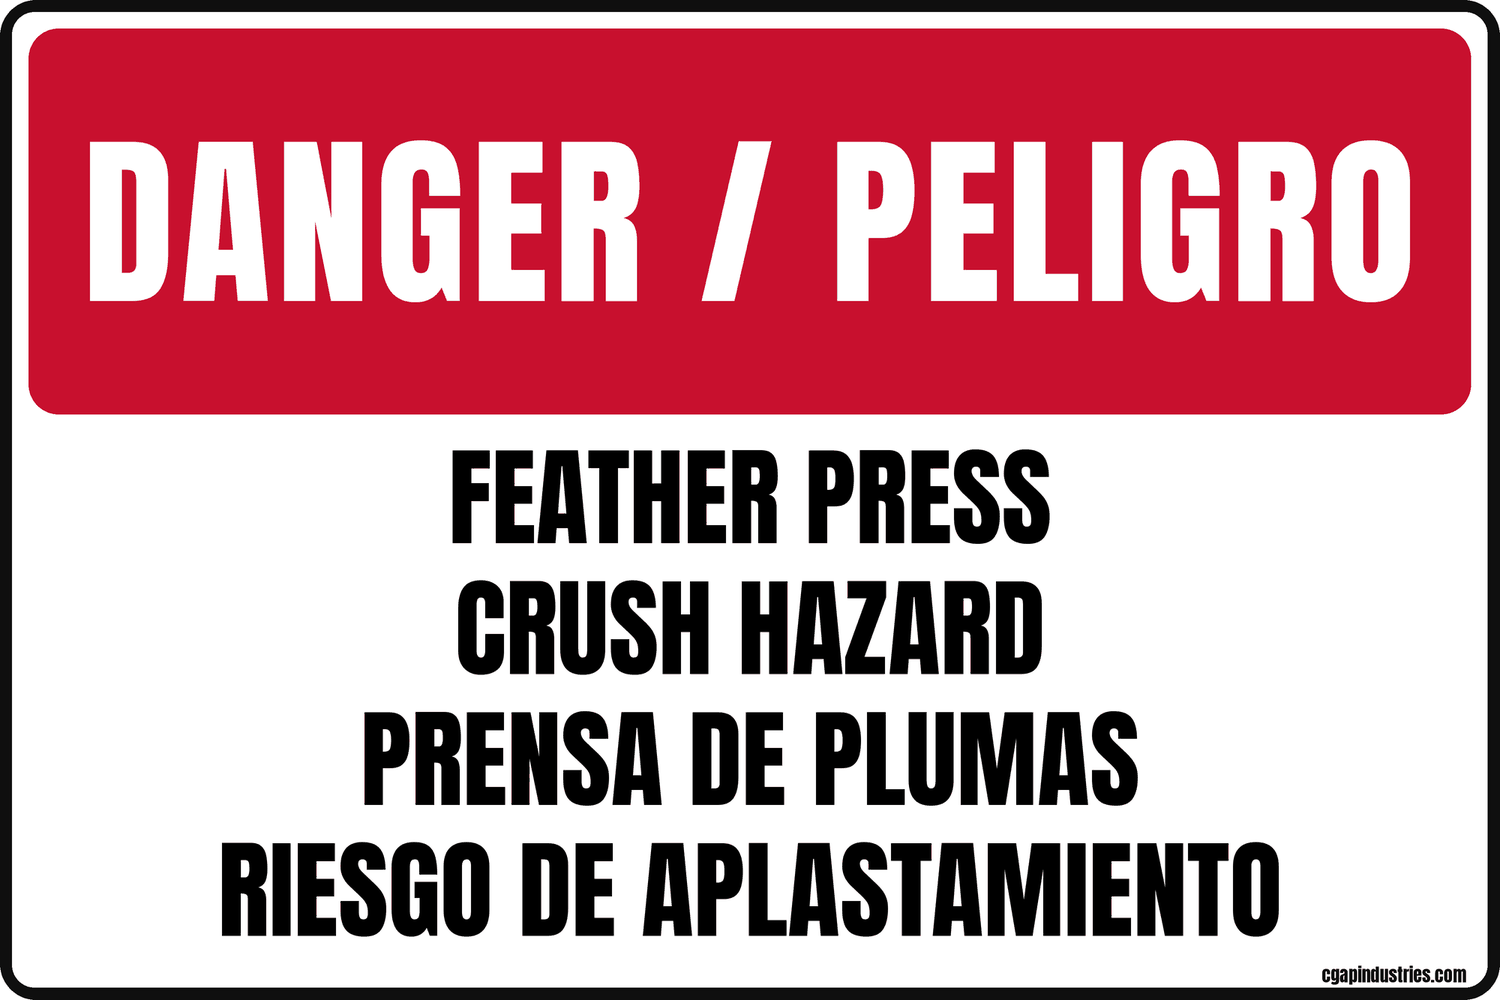 DANGER / PELIGRO
FEATHER PRESS
CRUSH HAZARD
PRENSA DE PLUMAS
RIESGO DE APLASTAMIENTO
cgapindustries.com